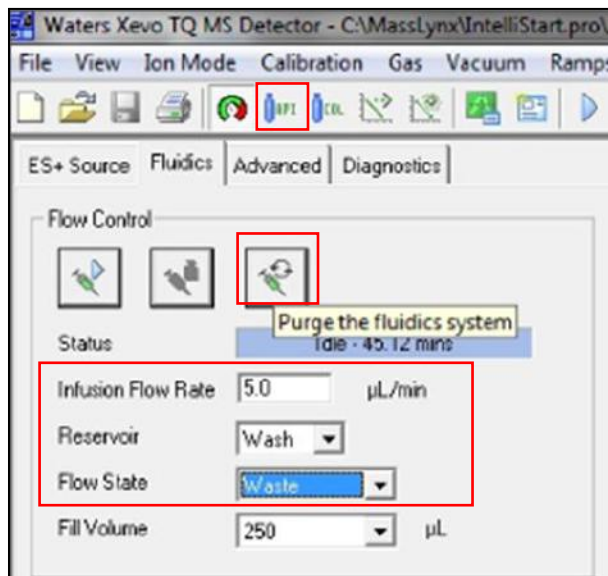 Waters Xevo TQ MS Detector - C:\MassLynx\IntelliStart.pro\
File View Ion Mode Calibration Gas Vacuum Ramps
API COL
ES+ Source Fluidics Advanced Diagnostics
Flow Control
Purge the fluidics system
Status Idle - 45.12 mins
Infusion Flow Rate 5.0 µL/min
Reservoir Wash
Flow State Waste
Fill Volume 250 µL